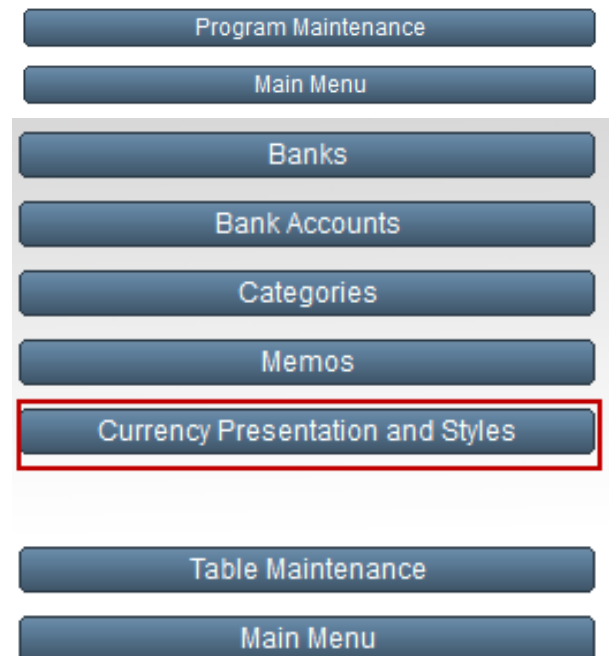 Program Maintenance
Main Menu
Banks
Bank Accounts
Categories
Memos
Currency Presentation and Styles
Table Maintenance
Main Menu